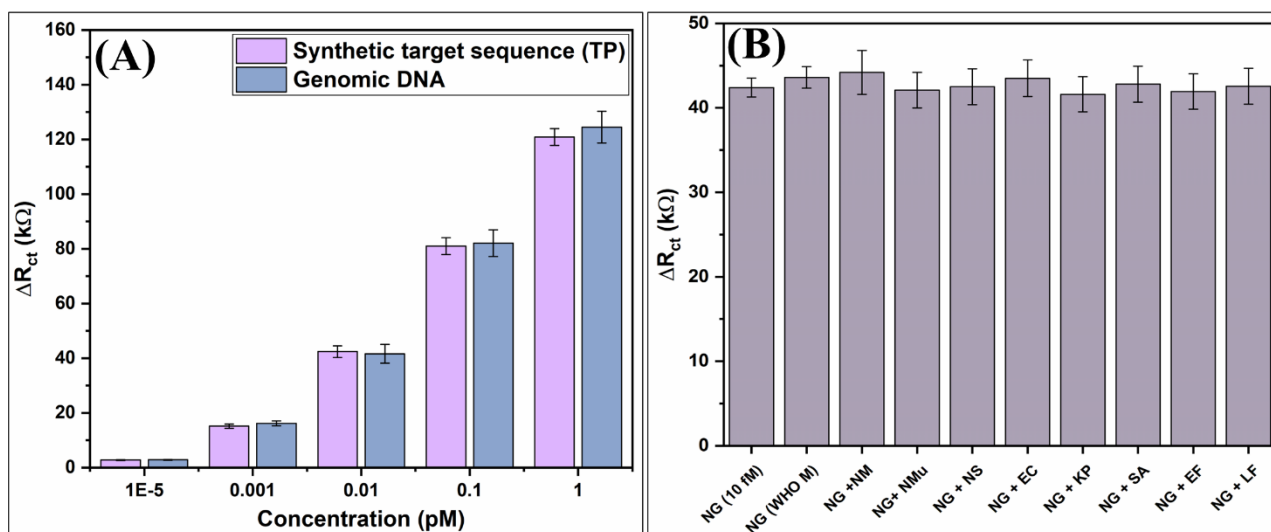 (A)
Synthetic target sequence (TP)
Genomic DNA
160
140
120
100
80
60
40
20
0
ΔRct (kΩ)
1E-5 0.001 0.01 0.1 1
Concentration (pM)
(B)
50
40
30
20
10
0
ΔRct (kΩ)
NG (10 fM)
NG (WHO M)
NG +NM
NG+ NMu
NG + NS
NG + EC
NG + KP
NG + SA
NG + EF
NG + LF